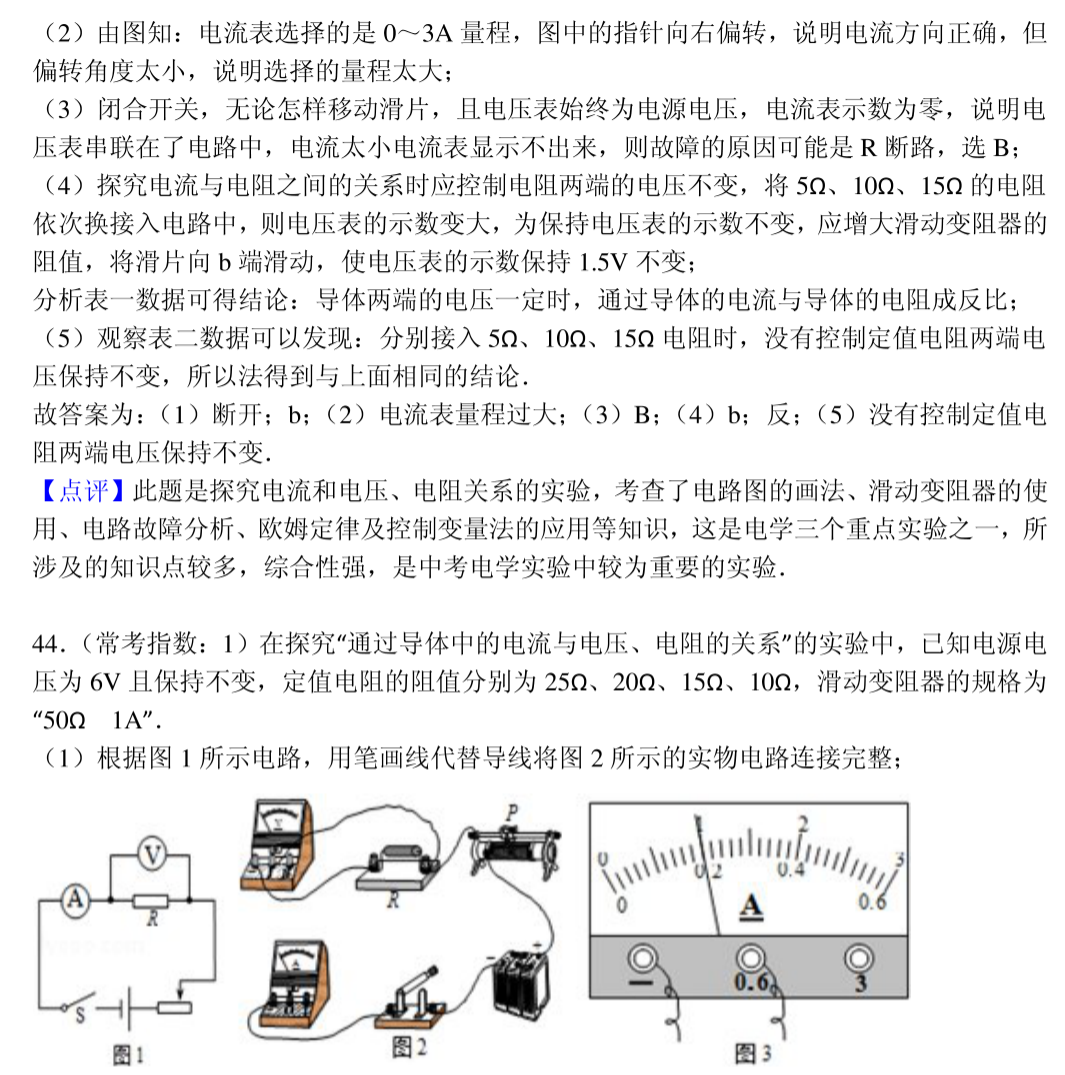 （2）由图知：电流表选择的是 0～3A 量程，图中的指针向右偏转，说明电流方向正确，但
偏转角度太小，说明选择的量程太大；
（3）闭合开关，无论怎样移动滑片，且电压表始终为电源电压，电流表示数为零，说明电
压表串联在了电路中，电流太小电流表显示不出来，则故障的原因可能是 R 断路，选 B；
（4）探究电流与电阻之间的关系时应控制电阻两端的电压不变，将 5Ω、10Ω、15Ω 的电阻
依次换接入电路中，则电压表的示数变大，为保持电压表的示数不变，应增大滑动变阻器的
阻值，将滑片向 b 端滑动，使电压表的示数保持 1.5V 不变；
分析表一数据可得结论：导体两端的电压一定时，通过导体的电流与导体的电阻成反比；
（5）观察表二数据可以发现：分别接入 5Ω、10Ω、15Ω 电阻时，没有控制定值电阻两端电
压保持不变，所以法得到与上面相同的结论．
故答案为：（1）断开；b；（2）电流表量程过大；（3）B；（4）b；反；（5）没有控制定值电
阻两端电压保持不变．
【点评】此题是探究电流和电压、电阻关系的实验，考查了电路图的画法、滑动变阻器的使
用、电路故障分析、欧姆定律及控制变量法的应用等知识，这是电学三个重点实验之一，所
涉及的知识点较多，综合性强，是中考电学实验中较为重要的实验．
44．（常考指数：1）在探究“通过导体中的电流与电压、电阻的关系”的实验中，已知电源电
压为 6V 且保持不变，定值电阻的阻值分别为 25Ω、20Ω、15Ω、10Ω，滑动变阻器的规格为
“50Ω　1A”．
（1）根据图 1 所示电路，用笔画线代替导线将图 2 所示的实物电路连接完整；
V
A
R
S
图1
V
P
R
A
- +
图2
0 1 2 3
0 0.2 0.4 0.6
A
− 0.6 3
图3